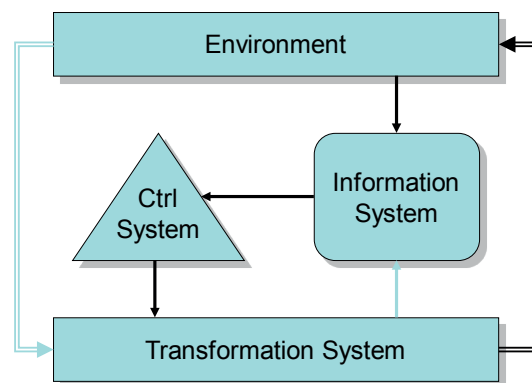 Environment
Ctrl
System
Information
System
Transformation System